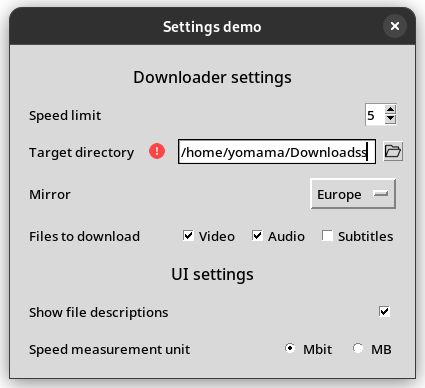 Settings demo
Downloader settings
Speed limit 5
Target directory /home/yomama/Downloadss
Mirror Europe
Files to download Video Audio Subtitles
UI settings
Show file descriptions
Speed measurement unit Mbit MB